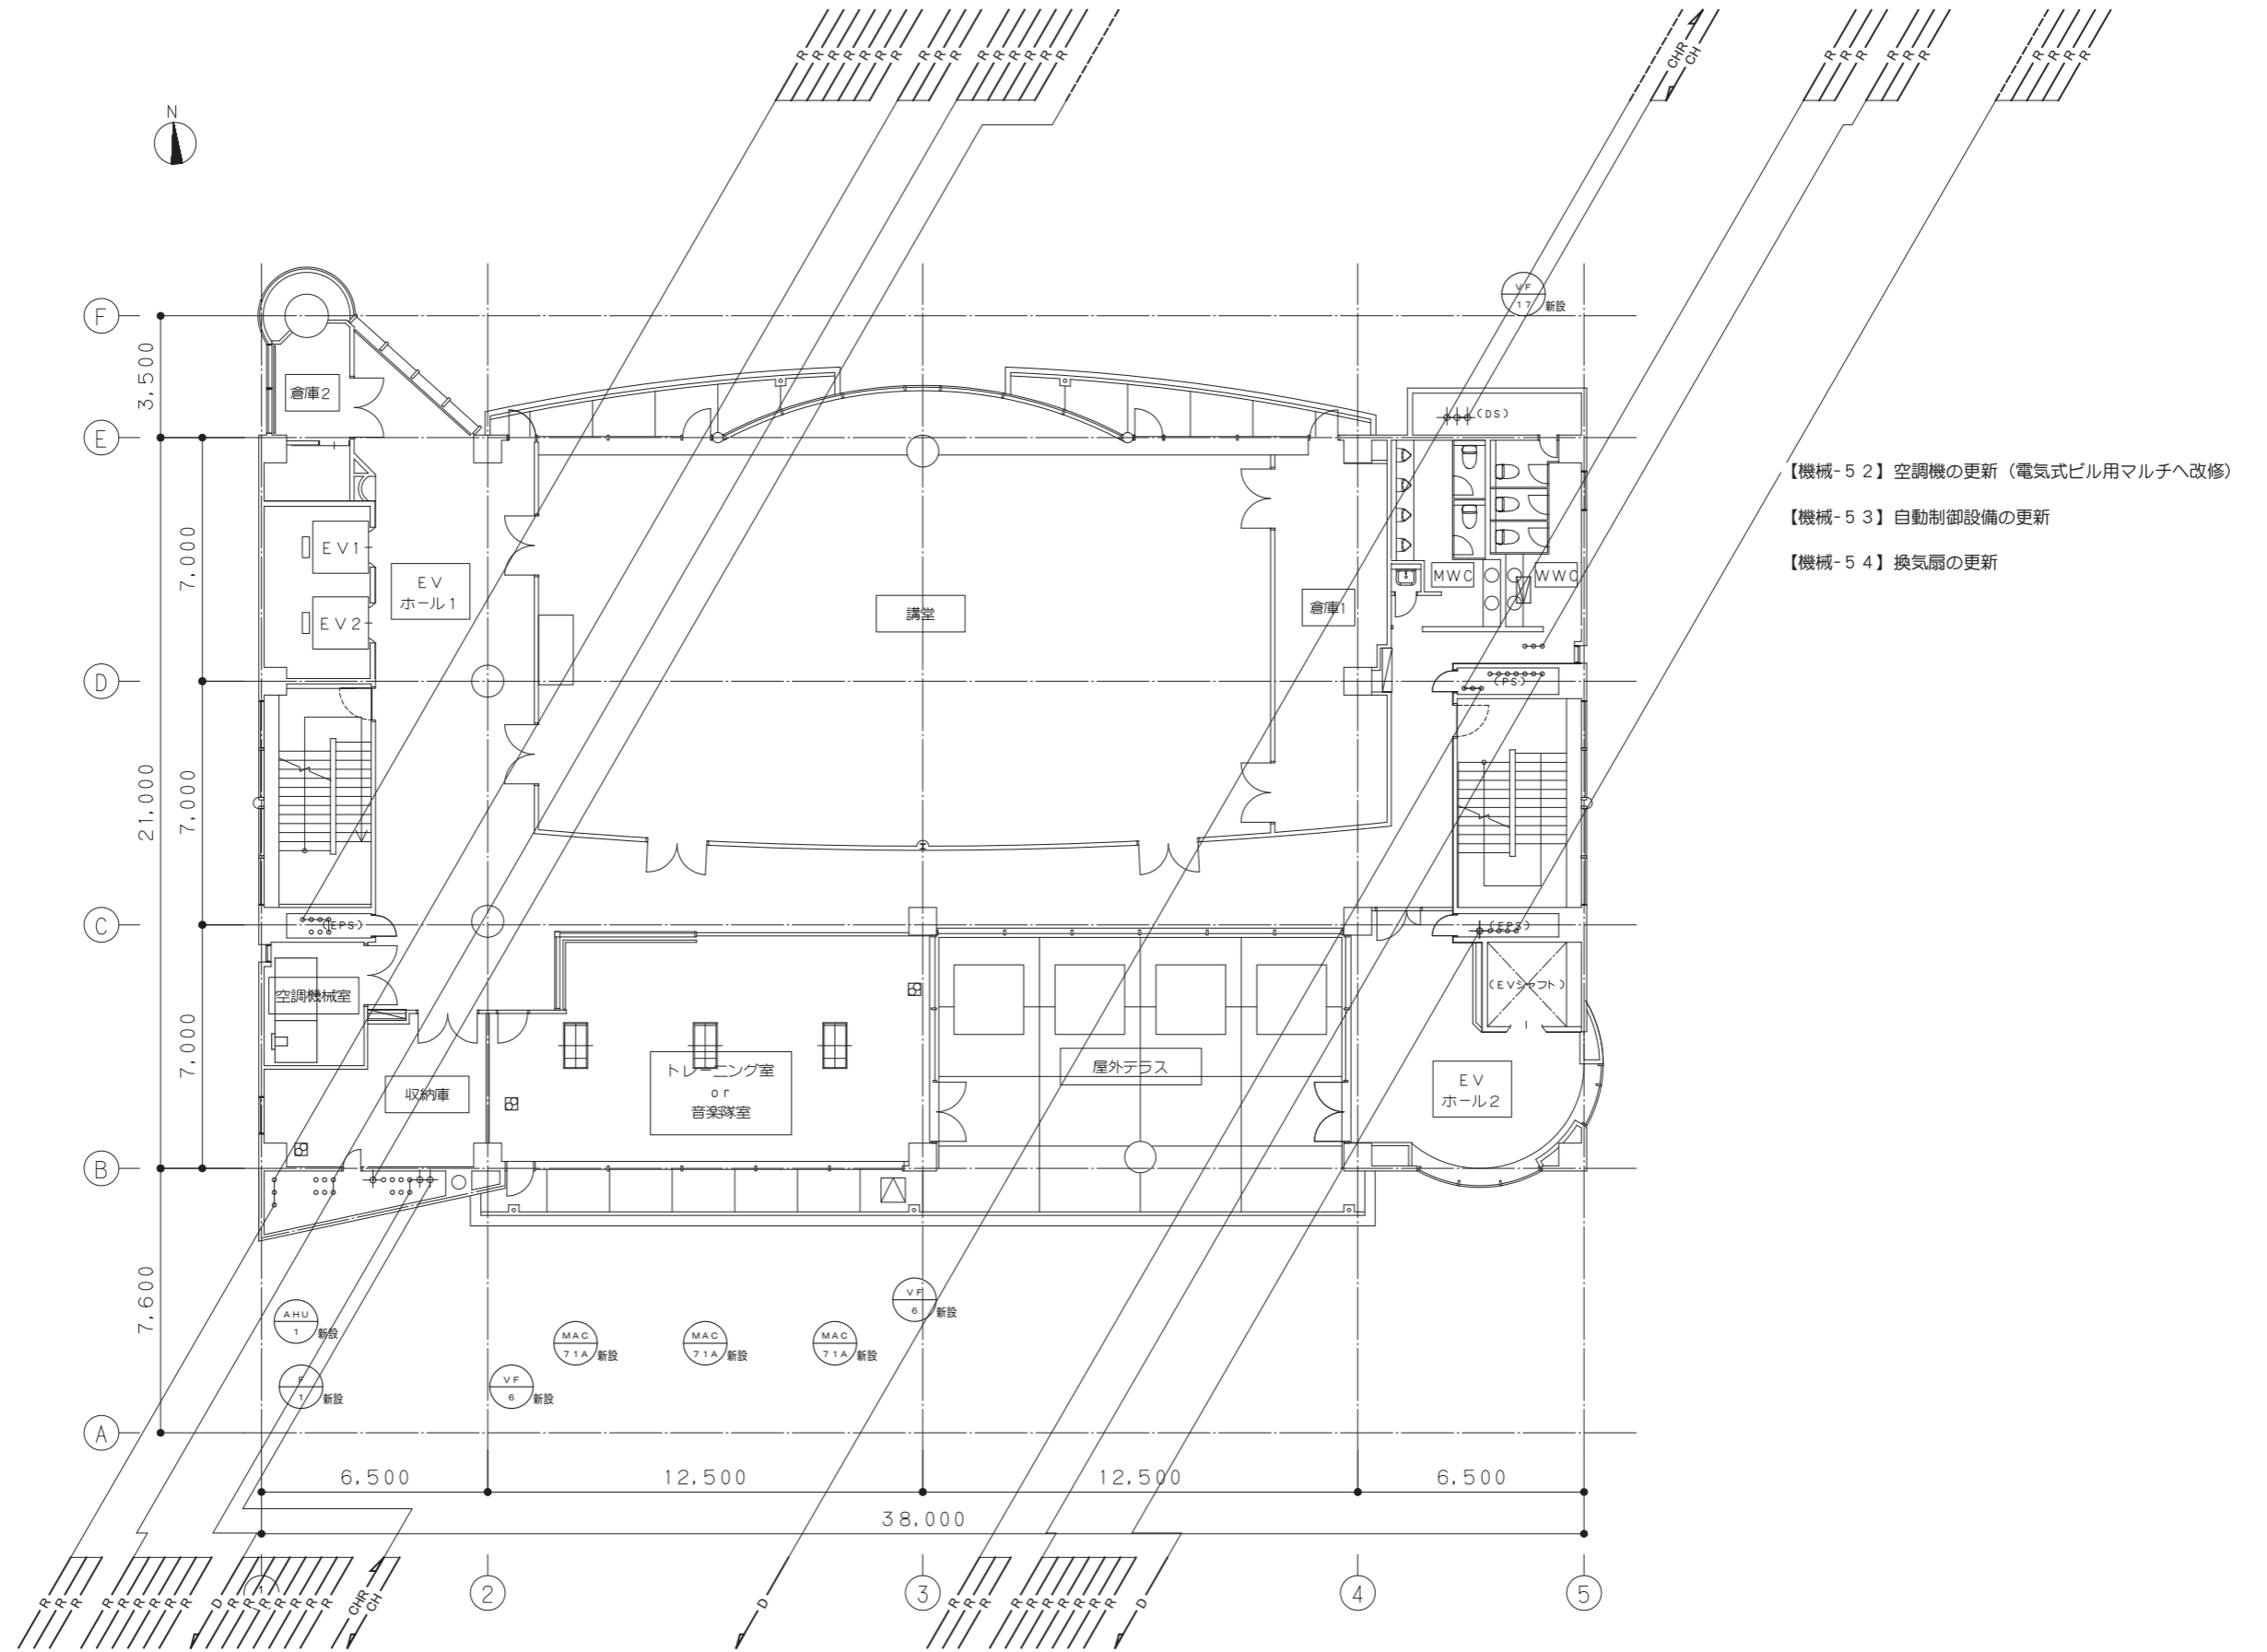 R R R R R R R R R R R R R R R R
CHR
CH
R R R R R R R R R R
N
VF
17
新設
F
3,500
倉庫2
(DS)
E
【機械-52】空調機の更新（電気式ビル用マルチへ改修）
【機械-53】自動制御設備の更新
【機械-54】換気扇の更新
7,000
EV1
EV
ホール1
EV2
講堂
倉庫1
MWC
WWC
D
(PS)
21,000
7,000
C
(EPS)
(EPS)
空調機械室
(EVシャフト)
7,000
トレーニング室
or
音楽隊室
屋外テラス
EV
ホール2
収納庫
B
7,600
AHU
1
新設
VF
6
新設
MAC
71A
新設
MAC
71A
新設
MAC
71A
新設
F
1
新設
VF
6
新設
A
6,500
12,500
12,500
6,500
38,000
R R R R R R R R R D R R R R R R R
CHR
CH
D
R R R R R R R R R R
D
1
2
3
4
5